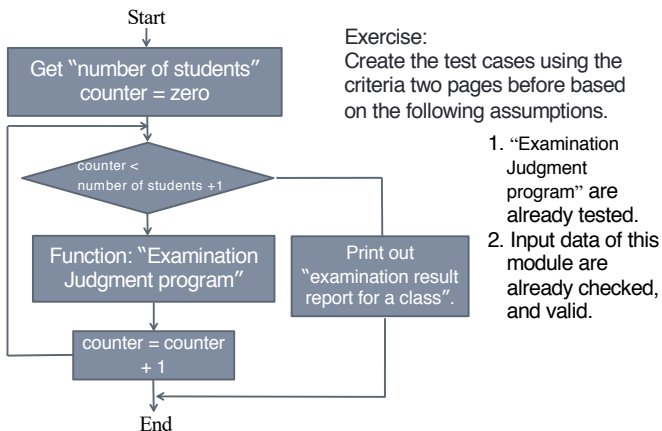 Start
Get “number of students”
counter = zero
counter <
number of students +1
Function: “Examination
Judgment program”
counter = counter
+ 1
End
Print out
“examination result
report for a class”.
Exercise:
Create the test cases using the
criteria two pages before based
on the following assumptions.
1. “Examination
Judgment
program” are
already tested.
2. Input data of this
module are
already checked,
and valid.